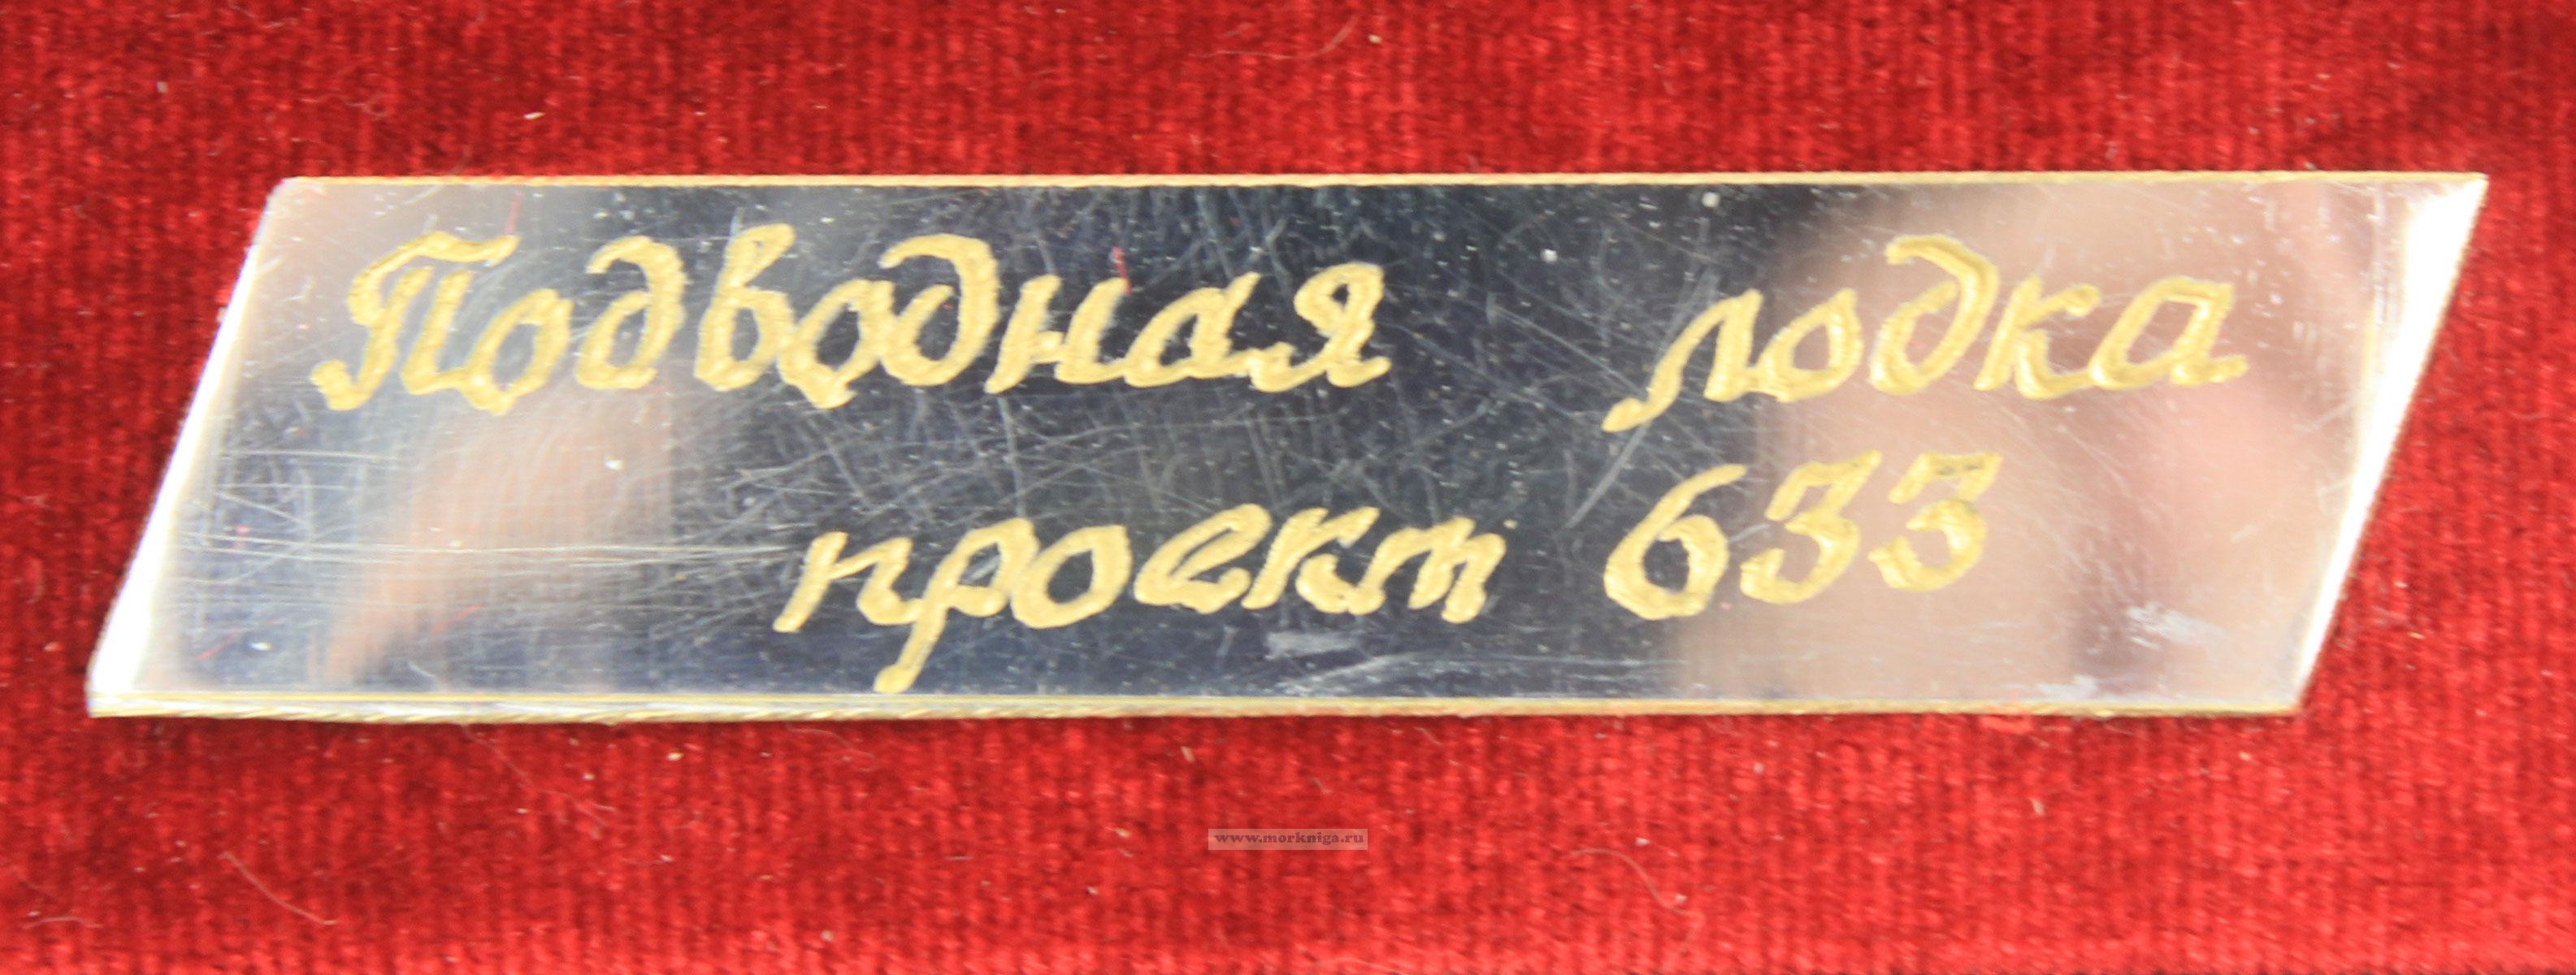 Подводная лодка
проект 633
www.morkniga.ru